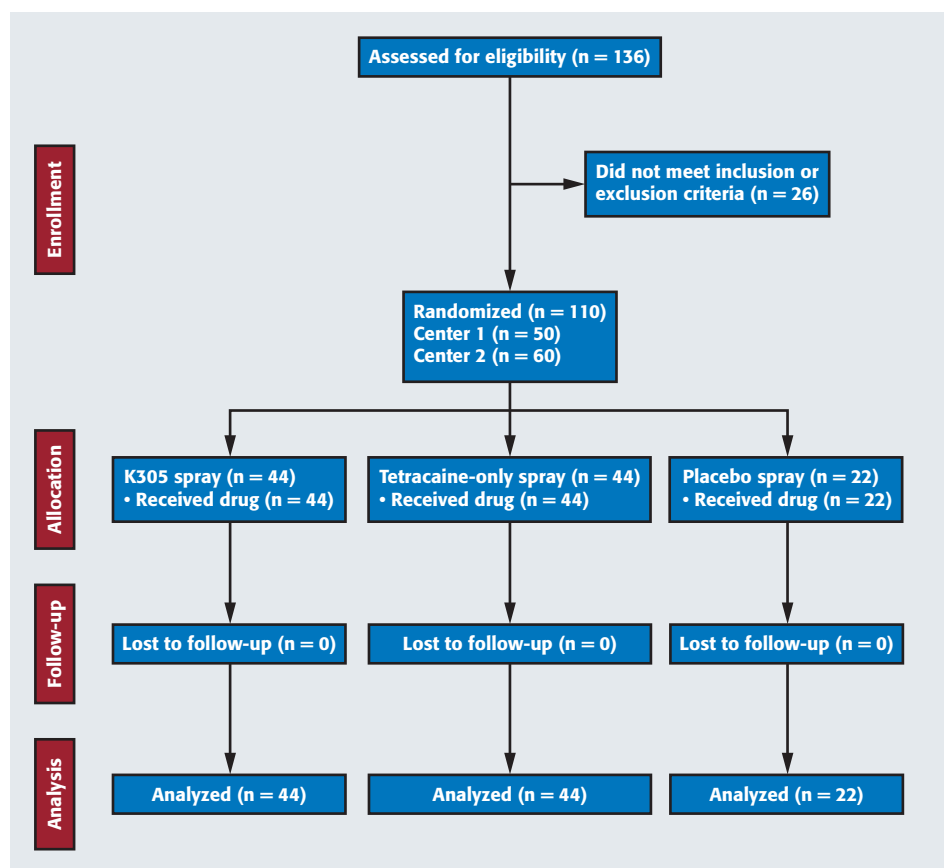 Assessed for eligibility (n = 136)
Enrollment
Did not meet inclusion or
exclusion criteria (n = 26)
Randomized (n = 110)
Center 1 (n = 50)
Center 2 (n = 60)
Allocation
K305 spray (n = 44)
• Received drug (n = 44)
Tetracaine-only spray (n = 44)
• Received drug (n = 44)
Placebo spray (n = 22)
• Received drug (n = 22)
Follow-up
Lost to follow-up (n = 0)
Lost to follow-up (n = 0)
Lost to follow-up (n = 0)
Analysis
Analyzed (n = 44)
Analyzed (n = 44)
Analyzed (n = 22)